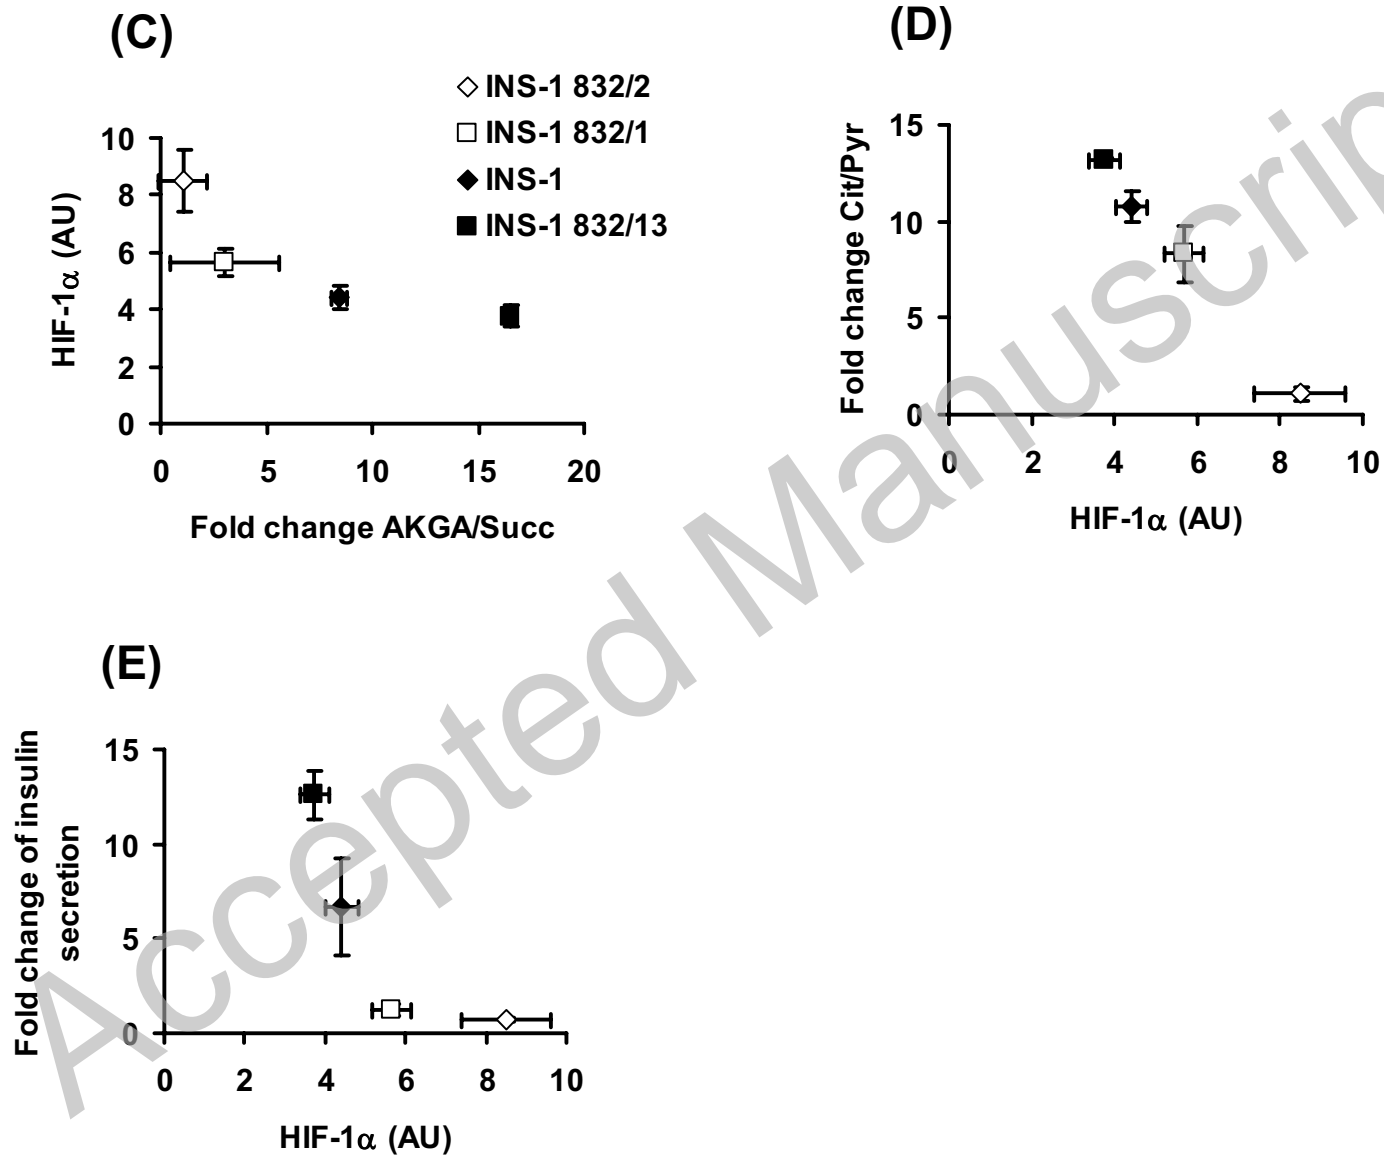 (C)
INS-1 832/2
INS-1 832/1
INS-1
INS-1 832/13
10
8
6
4
2
0
HIF-1α (AU)
0 5 10 15 20
Fold change AKGA/Succ
(D)
15
10
5
0
Fold change Cit/Pyr
0 2 4 6 8 10
HIF-1α (AU)
(E)
15
10
5
0
Fold change of insulin
secretion
0 2 4 6 8 10
HIF-1α (AU)
Accepted Manuscrip